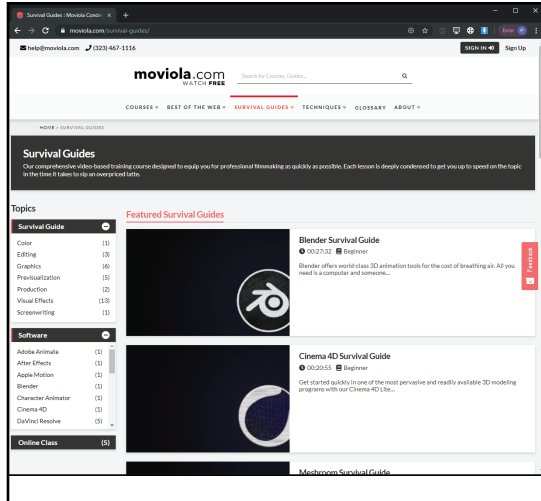 Survival Guides : Moviola Conde
moviola.com/survival-guides/
Error
help@moviola.com (323) 467-1116
SIGN IN Sign Up
moviola.com
WATCH FREE
Search for Courses, Guides...
COURSES BEST OF THE WEB SURVIVAL GUIDES TECHNIQUES GLOSSARY ABOUT
HOME > SURVIVAL GUIDES
Survival Guides
Our comprehensive video-based training course designed to equip you for professional filmmaking as quickly as possible. Each lesson is deeply condensed to get you up to speed on the topic
in the time it takes to sip an overpriced latte.
Topics
Survival Guide
Color (1)
Editing (3)
Graphics (6)
Previsualization (5)
Production (2)
Visual Effects (13)
Screenwriting (1)
Software
Adobe Animate (1)
After Effects (1)
Apple Motion (1)
Blender (1)
Character Animator (1)
Cinema 4D (1)
DaVinci Resolve (5)
Online Class (5)
Featured Survival Guides
Blender Survival Guide
00:27:32 Beginner
Blender offers world-class 3D animation tools for the cost of breathing air. All you
need is a computer and someone...
Cinema 4D Survival Guide
00:20:55 Beginner
Get started quickly in one of the most pervasive and readily available 3D modeling
programs with our Cinema 4D Lite...
Meshroom Survival Guide
Feedback